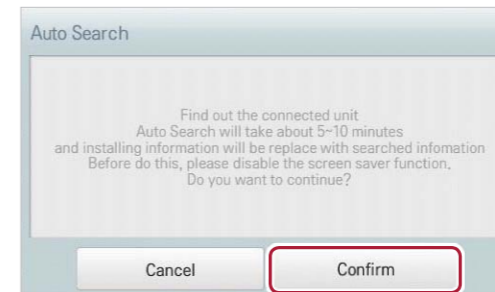 Auto Search
Find out the connected unit
Auto Search will take about 5~10 minutes
and installing information will be replace with searched infomation
Before do this, please disable the screen saver function.
Do you want to continue?
Cancel
Confirm